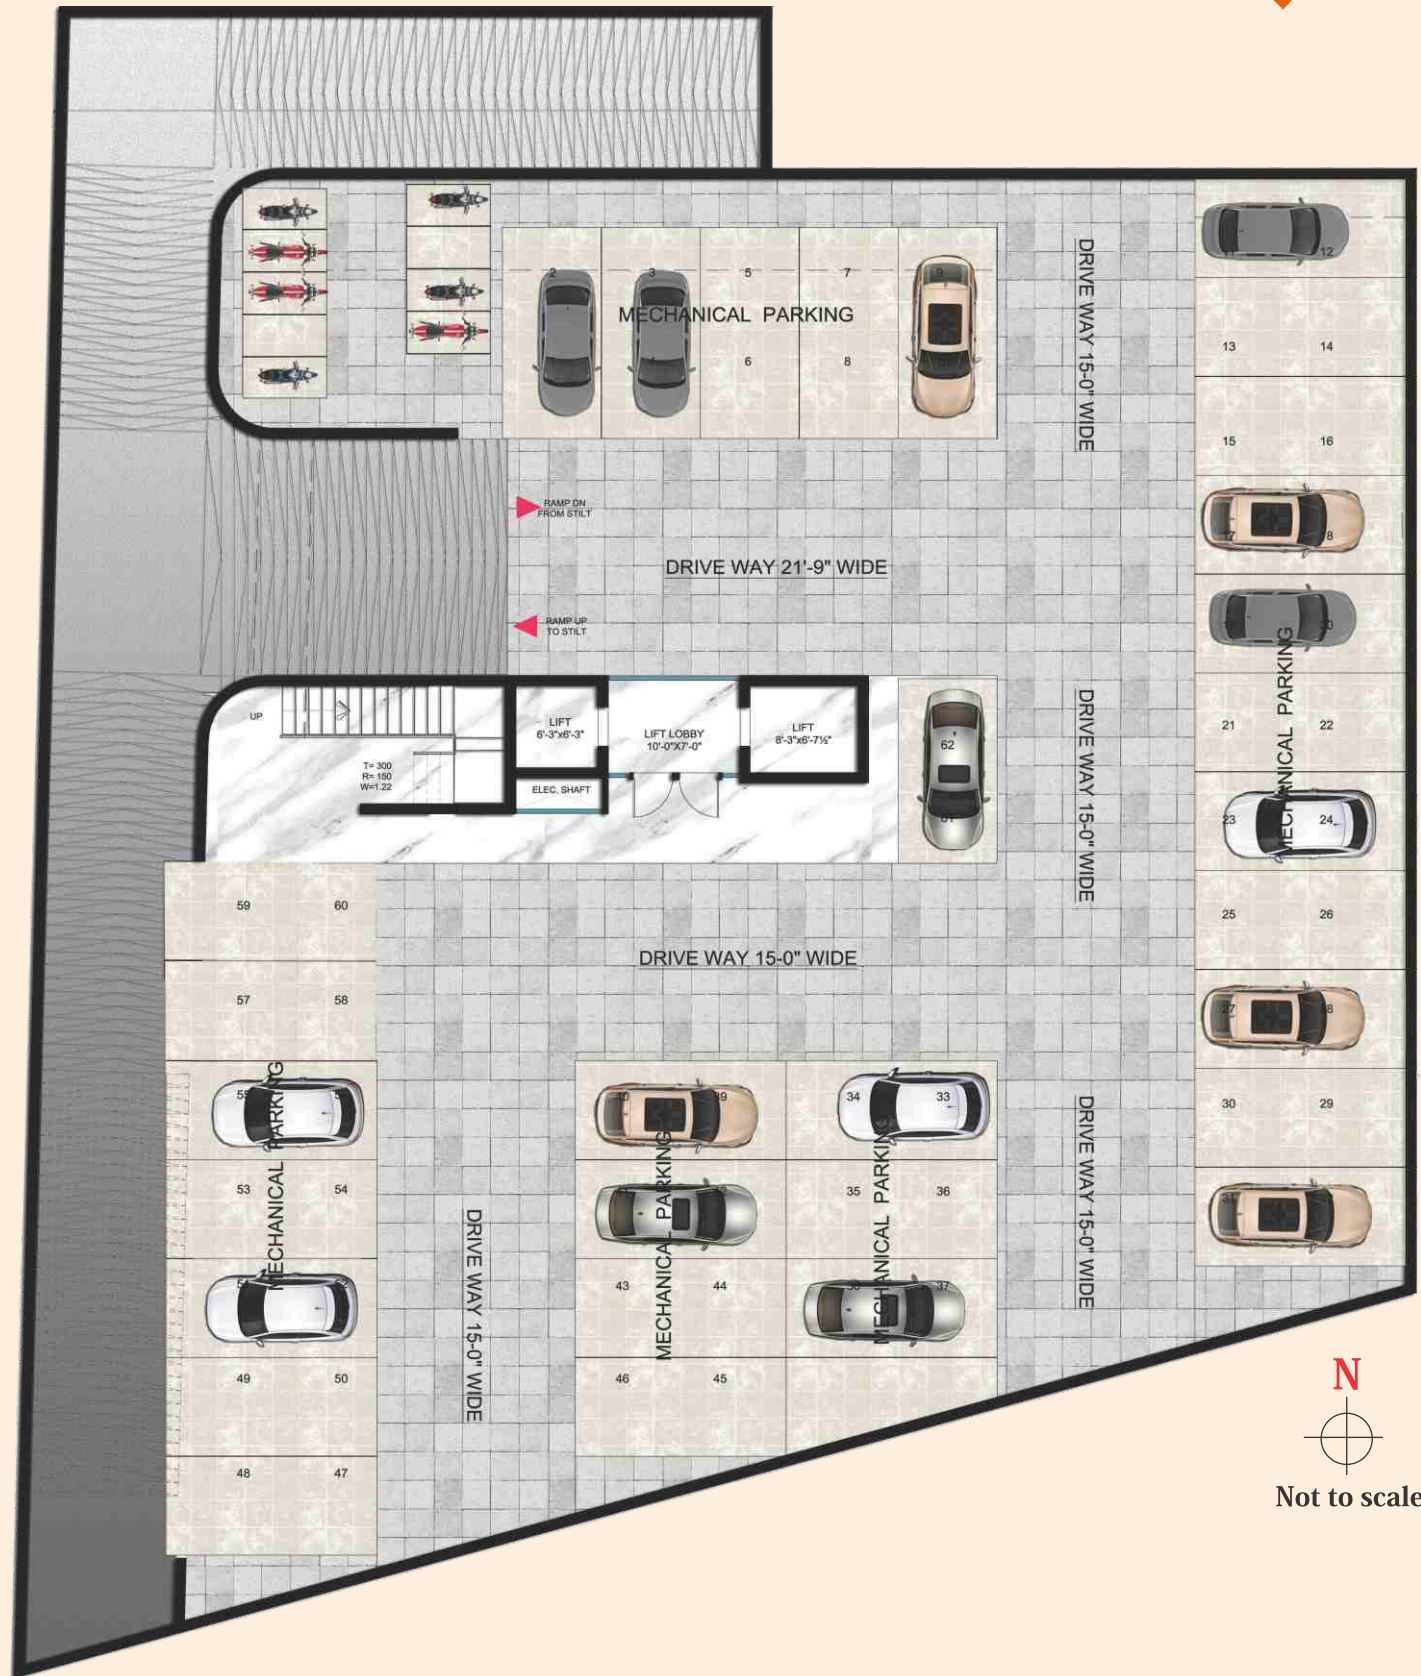 2
3
5
7
9
MECHANICAL PARKING
6
8
DRIVE WAY 15-0" WIDE
12
13
14
15
16
RAMP DN
FROM STILT
DRIVE WAY 21'-9" WIDE
RAMP UP
TO STILT
MECHANICAL PARKING
21
22
23
24
25
26
30
29
UP
T= 300
R= 150
W=1.22
LIFT
6'-3"x6'-3"
LIFT LOBBY
10'-0"X7'-0"
LIFT
8'-3"x6'-7½"
ELEC. SHAFT
62
DRIVE WAY 15-0" WIDE
59
60
57
58
DRIVE WAY 15-0" WIDE
MECHANICAL PARKING
53
54
49
50
48
47
DRIVE WAY 15-0" WIDE
MECHANICAL PARKING
43
44
46
45
34
33
35
36
37
MECHANICAL PARKING
DRIVE WAY 15-0" WIDE
N
Not to scale